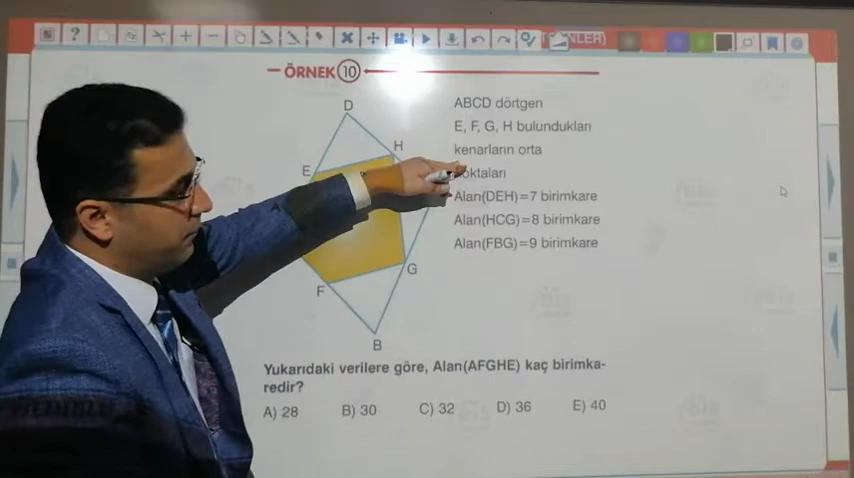 ÖRNEK 10
D
H
E
G
F
B
ABCD dörtgen
E, F, G, H bulundukları
kenarların orta
noktaları
Alan(DEH)=7 birimkare
Alan(HCG)=8 birimkare
Alan(FBG)=9 birimkare
Yukarıdaki verilere göre, Alan(AFGHE) kaç birimka-
redir?
A) 28 B) 30 C) 32 D) 36 E) 40